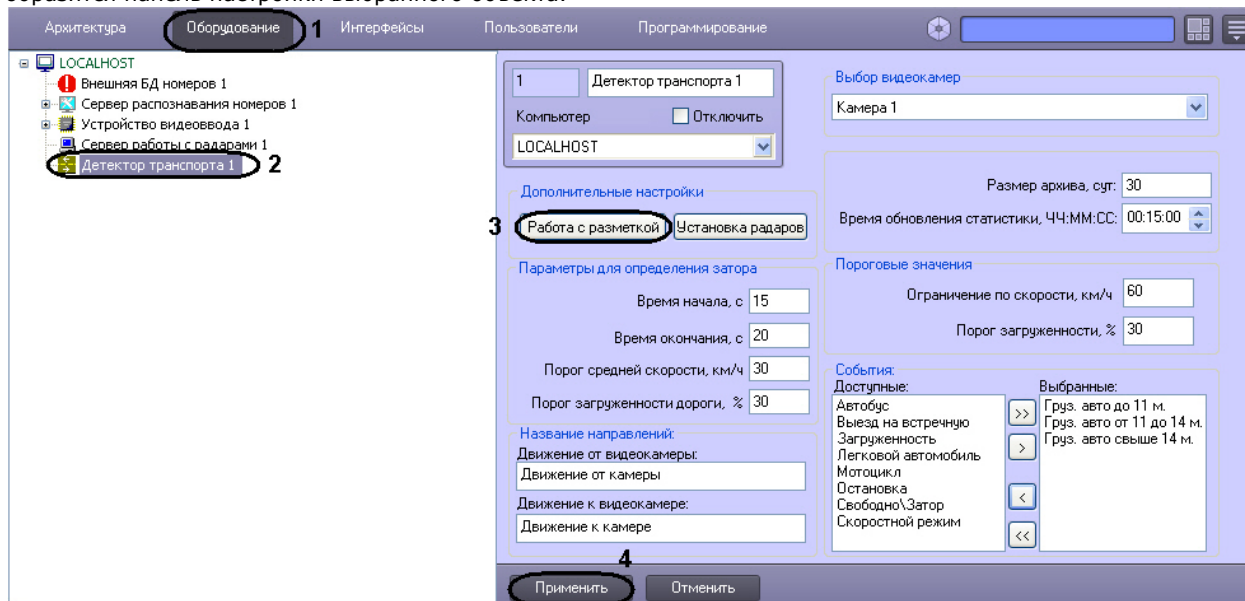 образится панель настройки выбранного объекта.
Архитектура Оборудование 1 Интерфейсы Пользователи Программирование
LOCALHOST
Внешняя БД номеров 1
Сервер распознавания номеров 1
Устройство видеоввода 1
Сервер работы с радарами 1
Детектор транспорта 1 2
1 Детектор транспорта 1
Компьютер Отключить
LOCALHOST
Выбор видеокамер
Камера 1
Дополнительные настройки
3 Работа с разметкой Установка радаров
Размер архива, сут: 30
Время обновления статистики, ЧЧ:ММ:СС: 00:15:00
Параметры для определения затора
Время начала, с 15
Время окончания, с 20
Порог средней скорости, км/ч 30
Порог загруженности дороги, % 30
Пороговые значения
Ограничение по скорости, км/ч 60
Порог загруженности, % 30
Название направлений:
Движение от видеокамеры:
Движение от камеры
Движение к видеокамере:
Движение к камере
События:
Доступные:
Автобус
Выезд на встречную
Загруженность
Легковой автомобиль
Мотоцикл
Остановка
Свободно\Затор
Скоростной режим
>>
>
<
<<
Выбранные:
Груз. авто до 11 м.
Груз. авто от 11 до 14 м.
Груз. авто свыше 14 м.
4
Применить Отменить